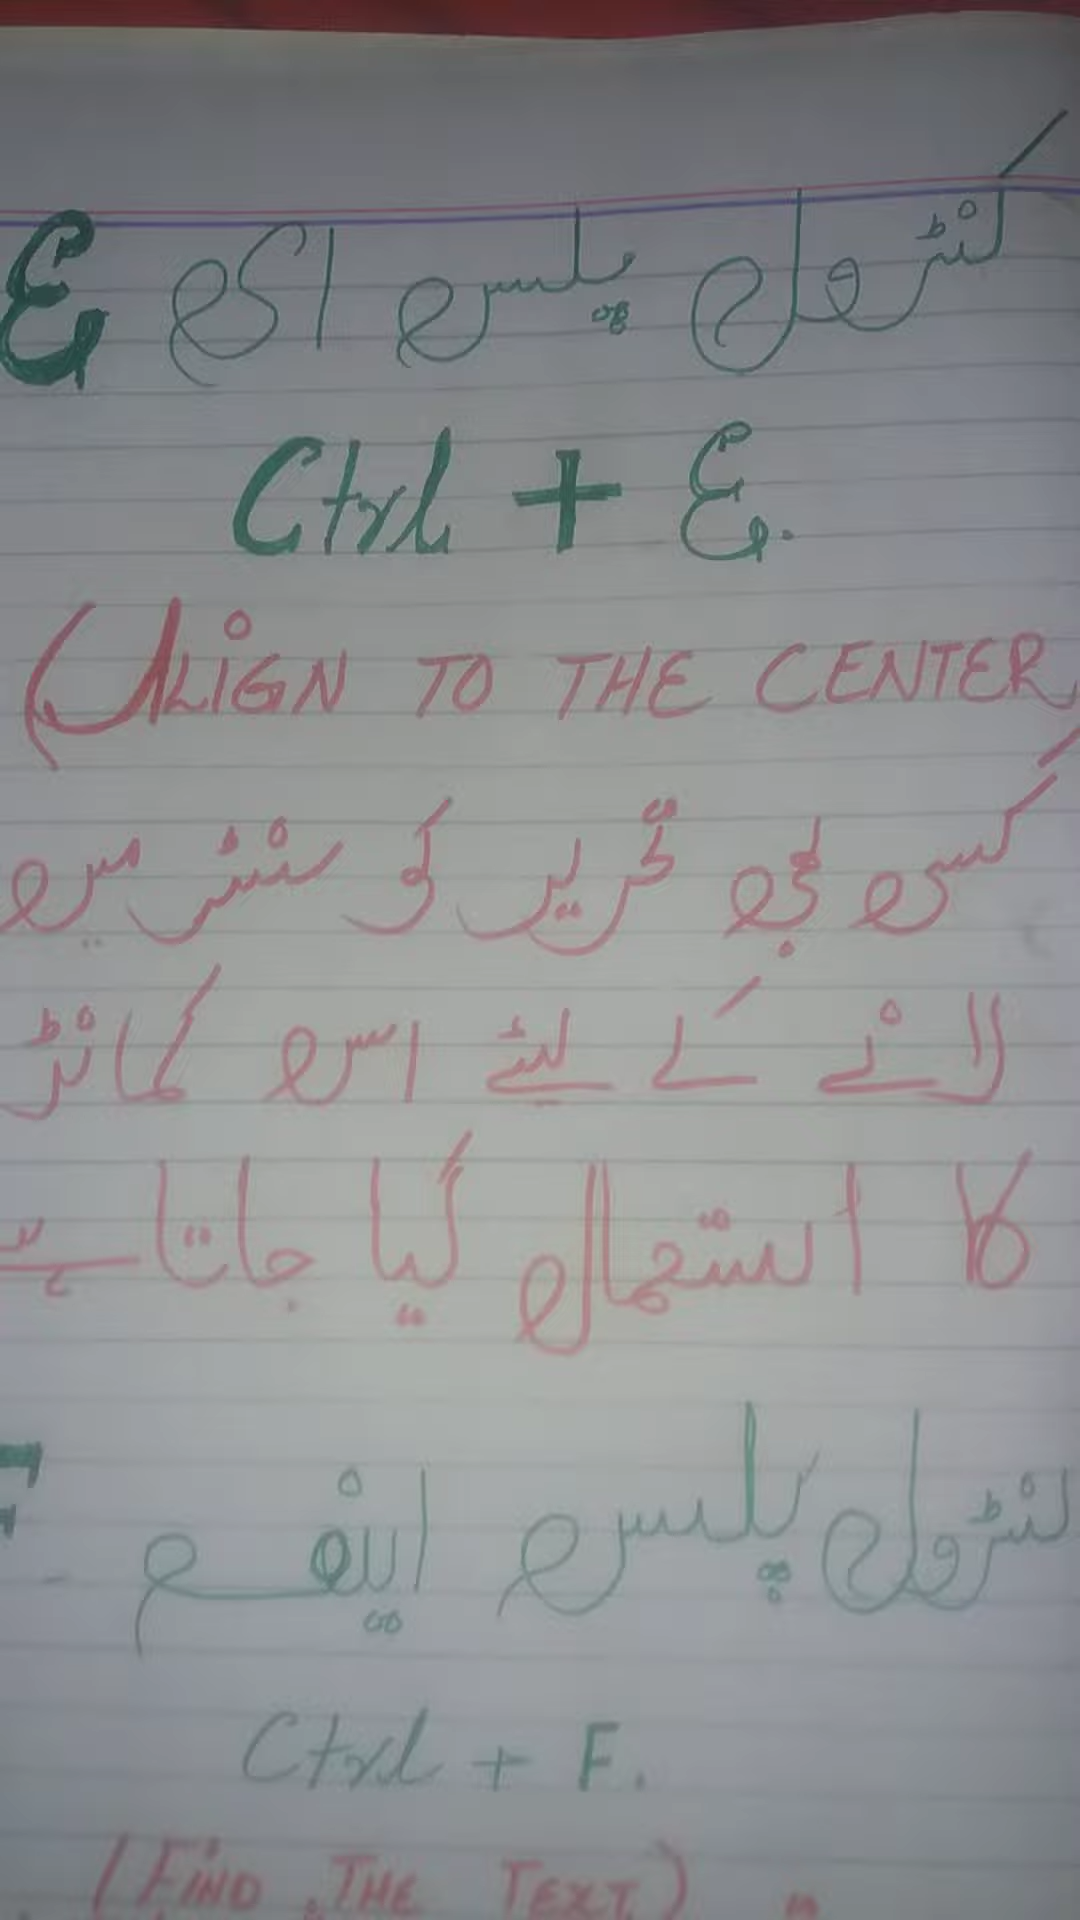 کنٹرول پلس ای E
Ctrl + E.
(ALIGN TO THE CENTER)
کسی بھی تحریر کی سنٹر میں
لانے کے لیئے اس کمانڈ
کا استعمال کیا جاتا ہے
کنٹرول پلس ایف F
Ctrl + F.
(FIND THE TEXT)